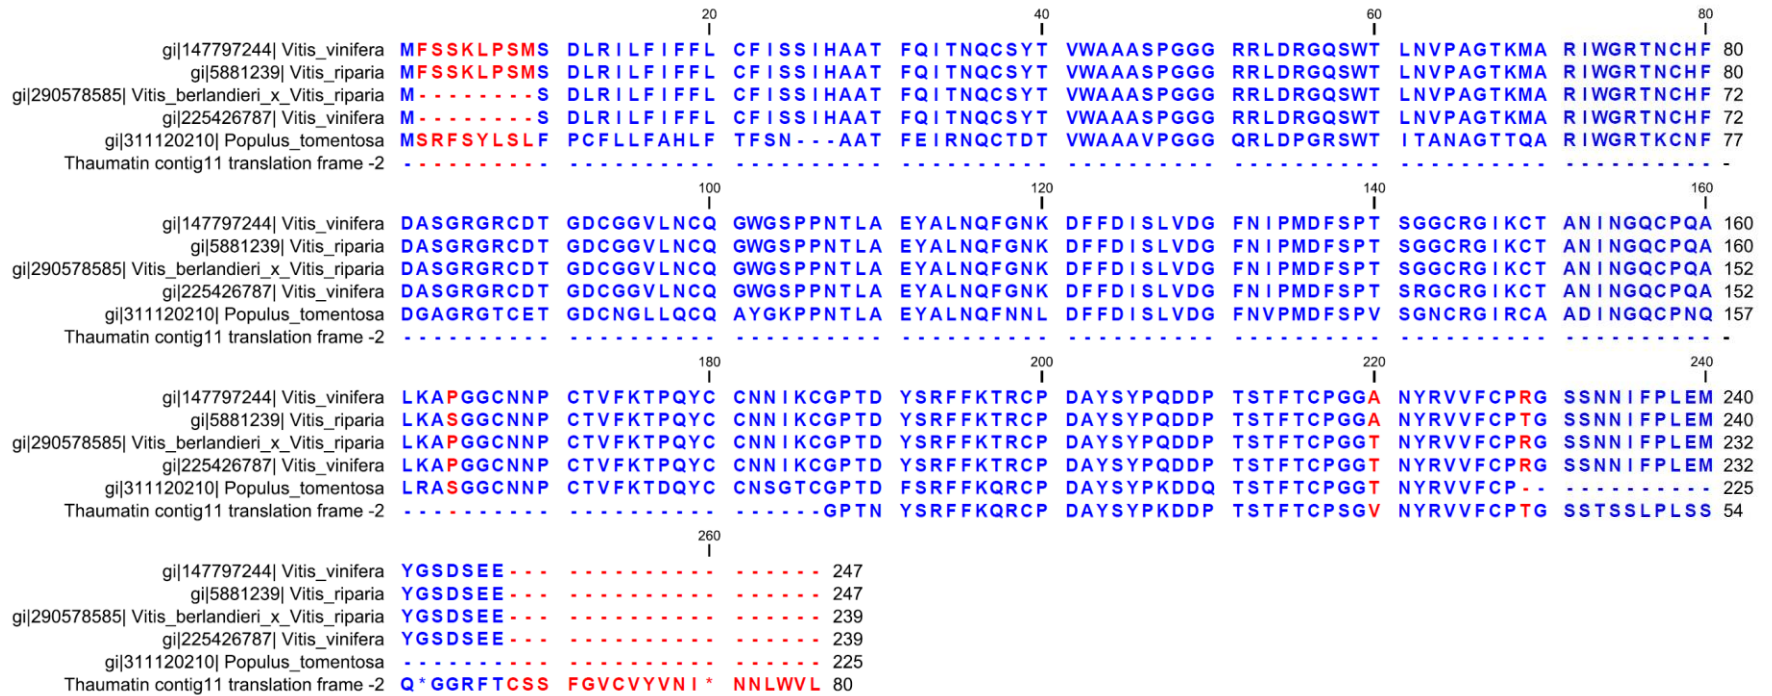 20 40 60 80
gi|147797244| Vitis_vinifera MFSSKLPSMS DLRILFIFFL CFISSIHAAT FQITNQCSYT VWAAASPGGG RRLDRGQSWT LNVPAGTKMA RIWGRTNCHF 80
gi|5881239| Vitis_riparia MFSSKLPSMS DLRILFIFFL CFISSIHAAT FQITNQCSYT VWAAASPGGG RRLDRGQSWT LNVPAGTKMA RIWGRTNCHF 80
gi|290578585| Vitis_berlandieri_x_Vitis_riparia M--------S DLRILFIFFL CFISSIHAAT FQITNQCSYT VWAAASPGGG RRLDRGQSWT LNVPAGTKMA RIWGRTNCHF 72
gi|225426787| Vitis_vinifera M--------S DLRILFIFFL CFISSIHAAT FQITNQCSYT VWAAASPGGG RRLDRGQSWT LNVPAGTKMA RIWGRTNCHF 72
gi|311120210| Populus_tomentosa MSRFSYLSLF PCFLLFAHLF TFSN---AAT FEIRNQCTDT VWAAAVPGGG QRLDPGRSWT ITANAGTTQA RIWGRTKCNF 77
Thaumatin contig11 translation frame -2 ---------- ---------- ---------- ---------- ---------- ---------- ---------- ---------- -
100 120 140 160
gi|147797244| Vitis_vinifera DASGRGRCDT GDCGGVLNCQ GWGSPPNTLA EYALNQFGNK DFFDISLVDG FNIPMDFSPT SGGCRGIKCT ANINGQCPQA 160
gi|5881239| Vitis_riparia DASGRGRCDT GDCGGVLNCQ GWGSPPNTLA EYALNQFGNK DFFDISLVDG FNIPMDFSPT SGGCRGIKCT ANINGQCPQA 160
gi|290578585| Vitis_berlandieri_x_Vitis_riparia DASGRGRCDT GDCGGVLNCQ GWGSPPNTLA EYALNQFGNK DFFDISLVDG FNIPMDFSPT SGGCRGIKCT ANINGQCPQA 152
gi|225426787| Vitis_vinifera DASGRGRCDT GDCGGVLNCQ GWGSPPNTLA EYALNQFGNK DFFDISLVDG FNIPMDFSPT SRGCRGIKCT ANINGQCPQA 152
gi|311120210| Populus_tomentosa DGAGRGTCET GDCNGLLQCQ AYGKPPNTLA EYALNQFNNL DFFDISLVDG FNVPMDFSPV SGNCRGIRCA ADINGQCPNQ 157
Thaumatin contig11 translation frame -2 ---------- ---------- ---------- ---------- ---------- ---------- ---------- ---------- -
180 200 220 240
gi|147797244| Vitis_vinifera LKAPGGCNNP CTVFKTPQYC CNNIKCGPTD YSRFFKTRCP DAYSYPQDDP TSTFTCPGGA NYRVVFCPRG SSNNIFPLEM 240
gi|5881239| Vitis_riparia LKASGGCNNP CTVFKTPQYC CNNIKCGPTD YSRFFKTRCP DAYSYPQDDP TSTFTCPGGA NYRVVFCPTG SSNNIFPLEM 240
gi|290578585| Vitis_berlandieri_x_Vitis_riparia LKAPGGCNNP CTVFKTPQYC CNNIKCGPTD YSRFFKTRCP DAYSYPQDDP TSTFTCPGGT NYRVVFCPRG SSNNIFPLEM 232
gi|225426787| Vitis_vinifera LKAPGGCNNP CTVFKTPQYC CNNIKCGPTD YSRFFKTRCP DAYSYPQDDP TSTFTCPGGT NYRVVFCPRG SSNNIFPLEM 232
gi|311120210| Populus_tomentosa LRASGGCNNP CTVFKTDQYC CNSGTCGPTD FSRFFKQRCP DAYSYPKDDQ TSTFTCPGGT NYRVVFCP-- ---------- 225
Thaumatin contig11 translation frame -2 ---------- ---------- ------GPTN YSRFFKQRCP DAYSYPKDDP TSTFTCPSGV NYRVVFCPTG SSTSSLPLSS 54
260
gi|147797244| Vitis_vinifera YGSDSEE--- ---------- ------ 247
gi|5881239| Vitis_riparia YGSDSEE--- ---------- ------ 247
gi|290578585| Vitis_berlandieri_x_Vitis_riparia YGSDSEE--- ---------- ------ 239
gi|225426787| Vitis_vinifera YGSDSEE--- ---------- ------ 239
gi|311120210| Populus_tomentosa ---------- ---------- ------ 225
Thaumatin contig11 translation frame -2 Q*GGRFTCSS FGVCVYVNI* NNLWVL 80